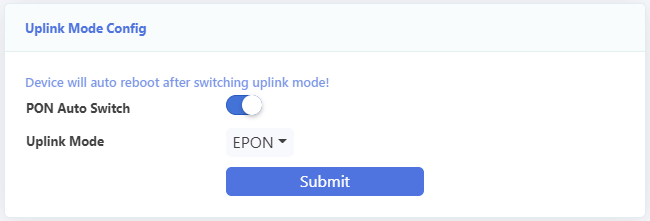 Uplink Mode Config
Device will auto reboot after switching uplink mode!
PON Auto Switch
Uplink Mode EPON
Submit